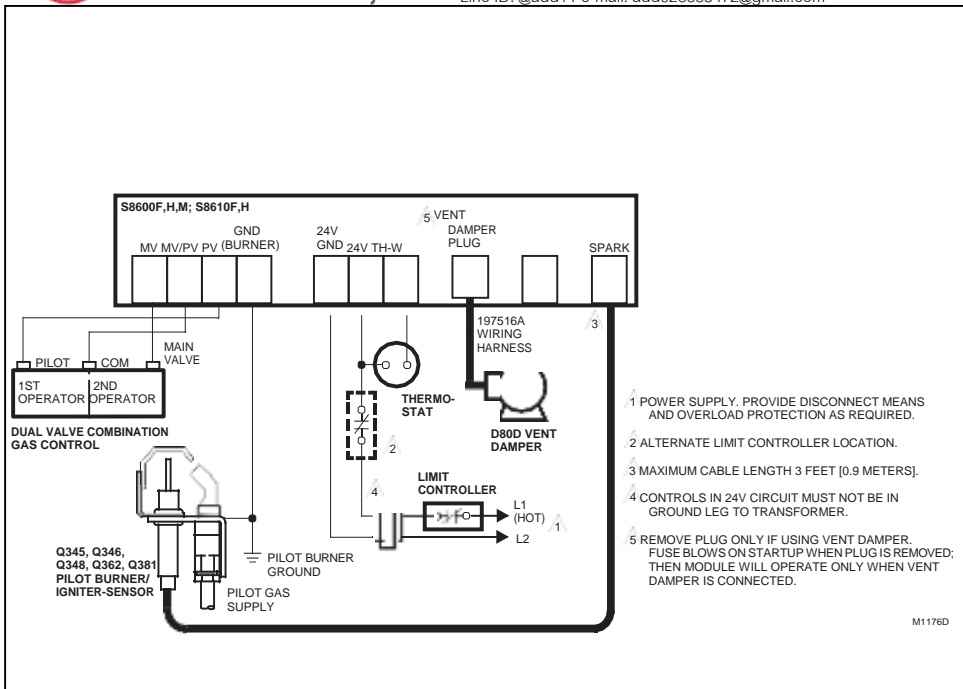 S8600F,H,M; S8610F,H
MV MV/PV PV
GND
(BURNER)
24V
GND 24V TH-W
5 VENT
DAMPER
PLUG
SPARK
3
197516A
WIRING
HARNESS
PILOT
COM
MAIN
VALVE
1ST
OPERATOR
2ND
OPERATOR
DUAL VALVE COMBINATION
GAS CONTROL
THERMO-
STAT
2
D80D VENT
DAMPER
4
LIMIT
CONTROLLER
L1
(HOT)
1
L2
Q345, Q346,
Q348, Q362, Q381
PILOT BURNER/
IGNITER-SENSOR
PILOT BURNER
GROUND
PILOT GAS
SUPPLY
1 POWER SUPPLY. PROVIDE DISCONNECT MEANS
AND OVERLOAD PROTECTION AS REQUIRED.
2 ALTERNATE LIMIT CONTROLLER LOCATION.
3 MAXIMUM CABLE LENGTH 3 FEET [0.9 METERS].
4 CONTROLS IN 24V CIRCUIT MUST NOT BE IN
GROUND LEG TO TRANSFORMER.
5 REMOVE PLUG ONLY IF USING VENT DAMPER.
FUSE BLOWS ON STARTUP WHEN PLUG IS REMOVED;
THEN MODULE WILL OPERATE ONLY WHEN VENT
DAMPER IS CONNECTED.
M1176D